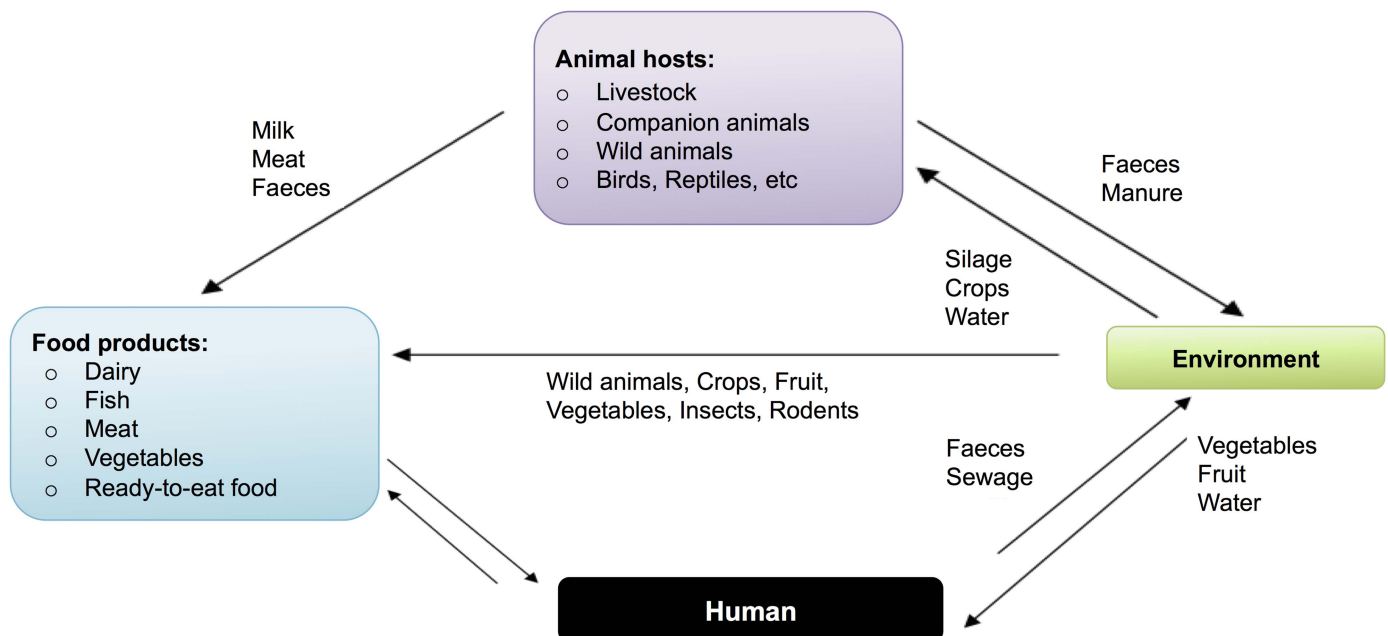 Animal hosts:
o Livestock
o Companion animals
o Wild animals
o Birds, Reptiles, etc
Milk
Meat
Faeces
Faeces
Manure
Silage
Crops
Water
Food products:
o Dairy
o Fish
o Meat
o Vegetables
o Ready-to-eat food
Environment
Wild animals, Crops, Fruit,
Vegetables, Insects, Rodents
Faeces
Sewage
Vegetables
Fruit
Water
Human